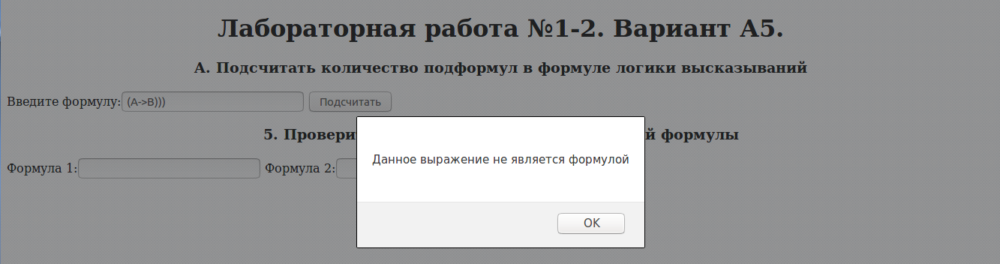 Лабораторная работа №1-2. Вариант А5.
А. Подсчитать количество подформул в формуле логики высказываний
Введите формулу: (A->B))) Подсчитать
5. Провери й формулы
Данное выражение не является формулой
Формула 1: Формула 2:
OK